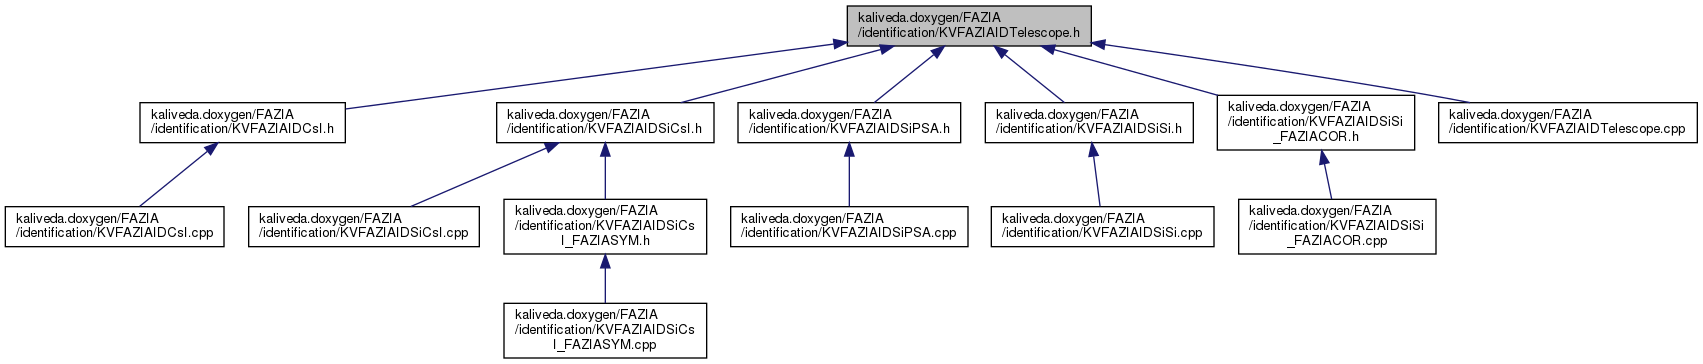 kaliveda.doxygen/FAZIA
/identification/KVFAZIAIDTelescope.h
kaliveda.doxygen/FAZIA
/identification/KVFAZIAIDCsI.h
kaliveda.doxygen/FAZIA
/identification/KVFAZIAIDSiCsI.h
kaliveda.doxygen/FAZIA
/identification/KVFAZIAIDSiPSA.h
kaliveda.doxygen/FAZIA
/identification/KVFAZIAIDSiSi.h
kaliveda.doxygen/FAZIA
/identification/KVFAZIAIDSiSi
_FAZIACOR.h
kaliveda.doxygen/FAZIA
/identification/KVFAZIAIDTelescope.cpp
kaliveda.doxygen/FAZIA
/identification/KVFAZIAIDCsI.cpp
kaliveda.doxygen/FAZIA
/identification/KVFAZIAIDSiCsI.cpp
kaliveda.doxygen/FAZIA
/identification/KVFAZIAIDSiCs
I_FAZIASYM.h
kaliveda.doxygen/FAZIA
/identification/KVFAZIAIDSiPSA.cpp
kaliveda.doxygen/FAZIA
/identification/KVFAZIAIDSiSi.cpp
kaliveda.doxygen/FAZIA
/identification/KVFAZIAIDSiSi
_FAZIACOR.cpp
kaliveda.doxygen/FAZIA
/identification/KVFAZIAIDSiCs
I_FAZIASYM.cpp